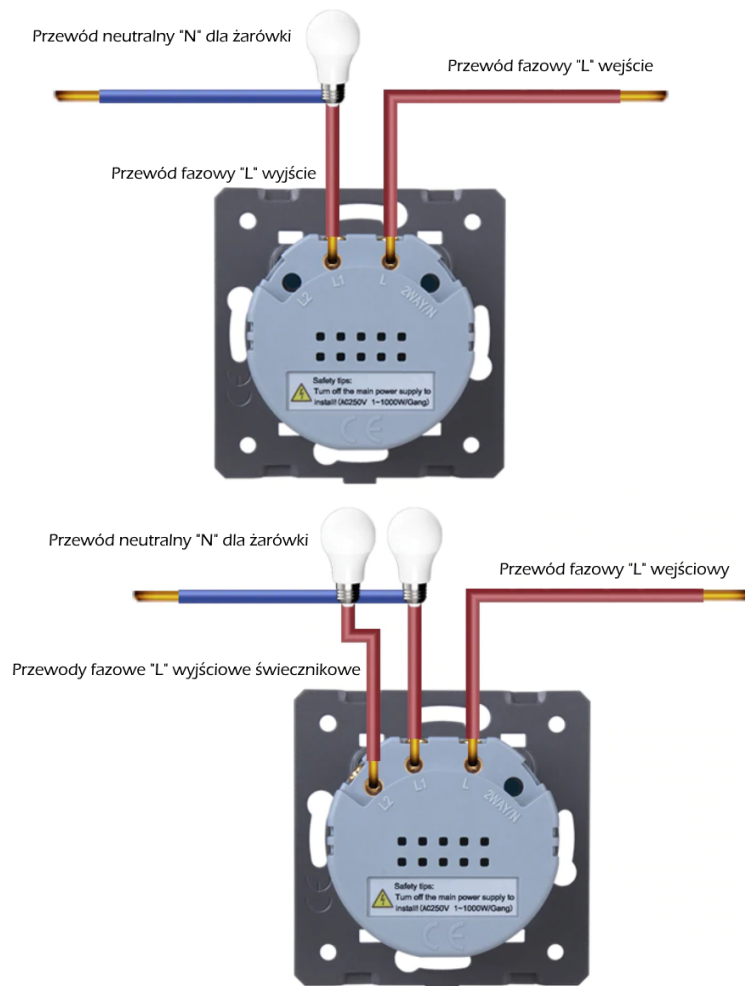 Przewód neutralny "N" dla żarówki
Przewód fazowy "L" wejście
Przewód fazowy "L" wyjście
L2 L1 L 2WAY/N
Safety tips:
Turn off the main power supply to
install! (AC250V 1~1000W/Gang)
CE
CE
Przewód neutralny "N" dla żarówki
Przewód fazowy "L" wejściowy
Przewody fazowe "L" wyjściowe świecznikowe
L2 L1 L 2WAY/N
Safety tips:
Turn off the main power supply to
install! (AC250V 1~1000W/Gang)
CE
CE